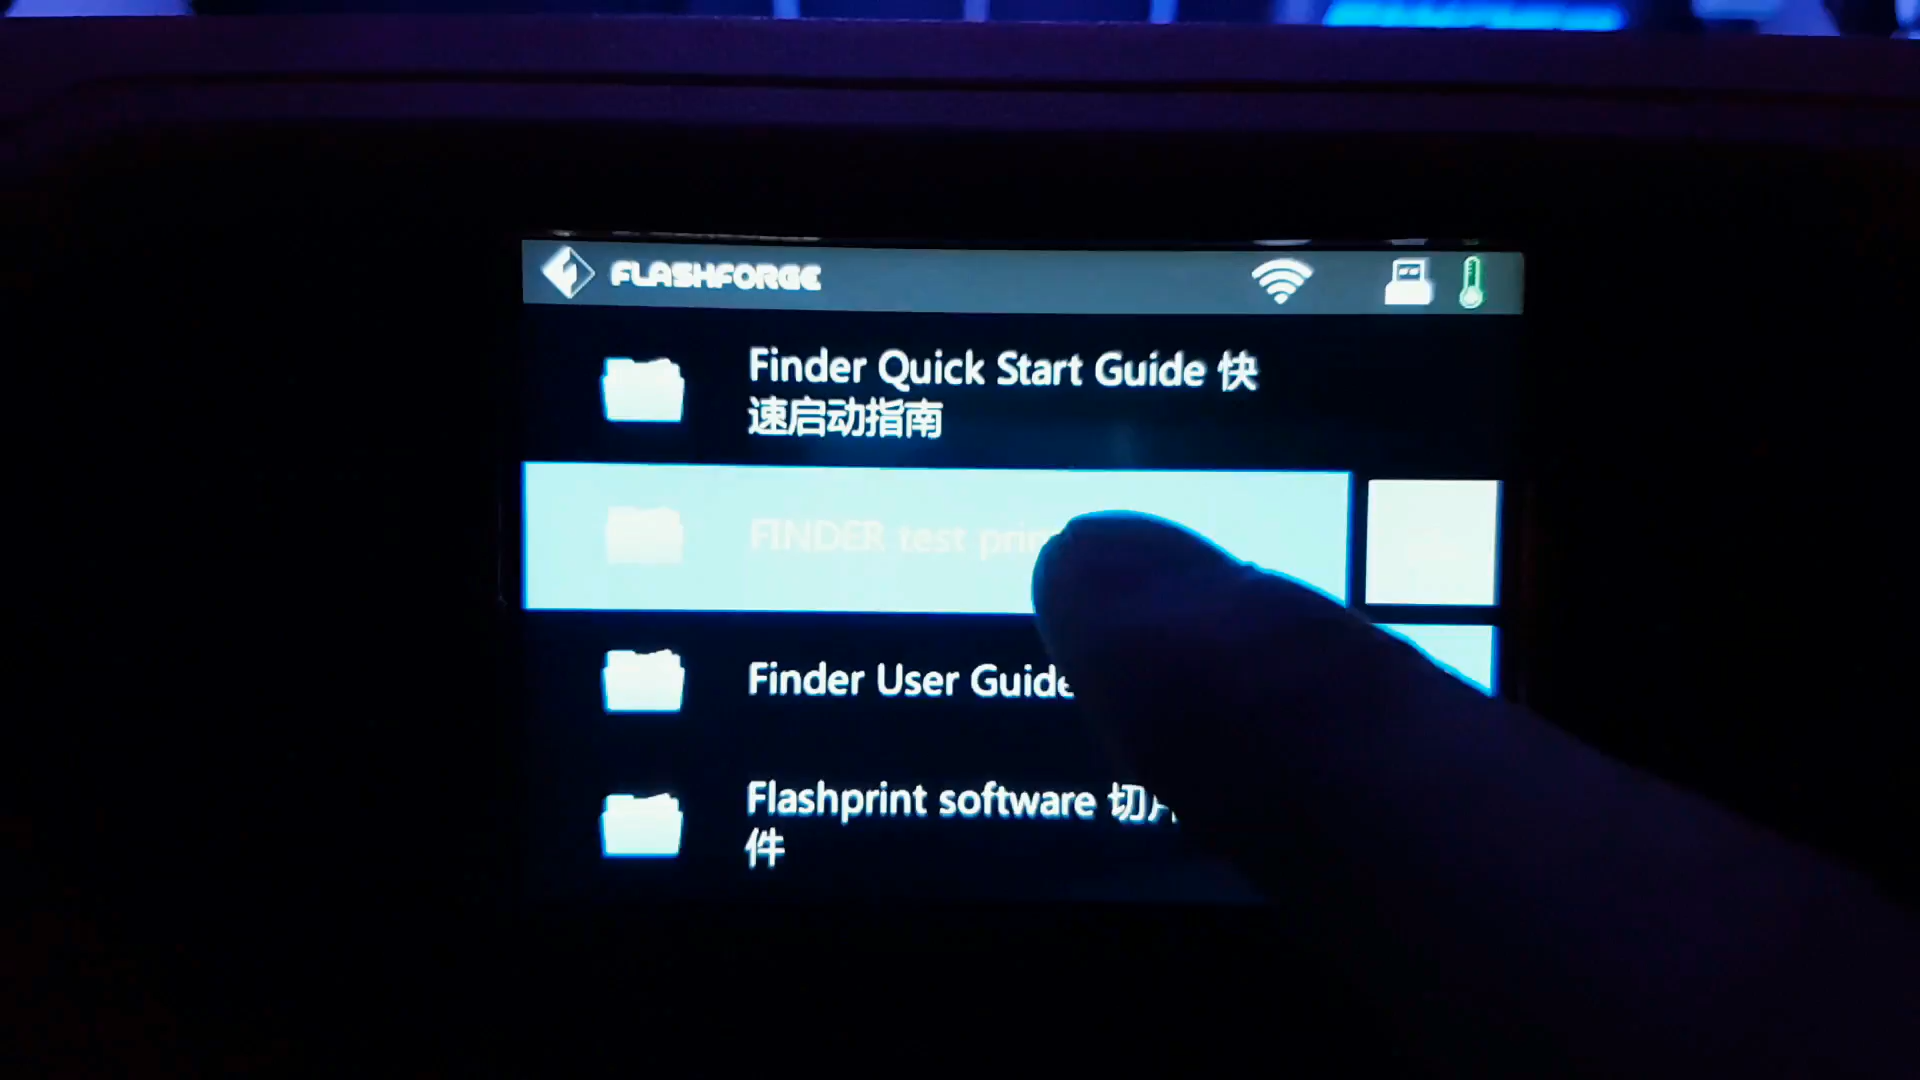 FLASHFORGE
Finder Quick Start Guide 快
速启动指南
FINDER test
Finder User Guide
Flashprint software 切
件